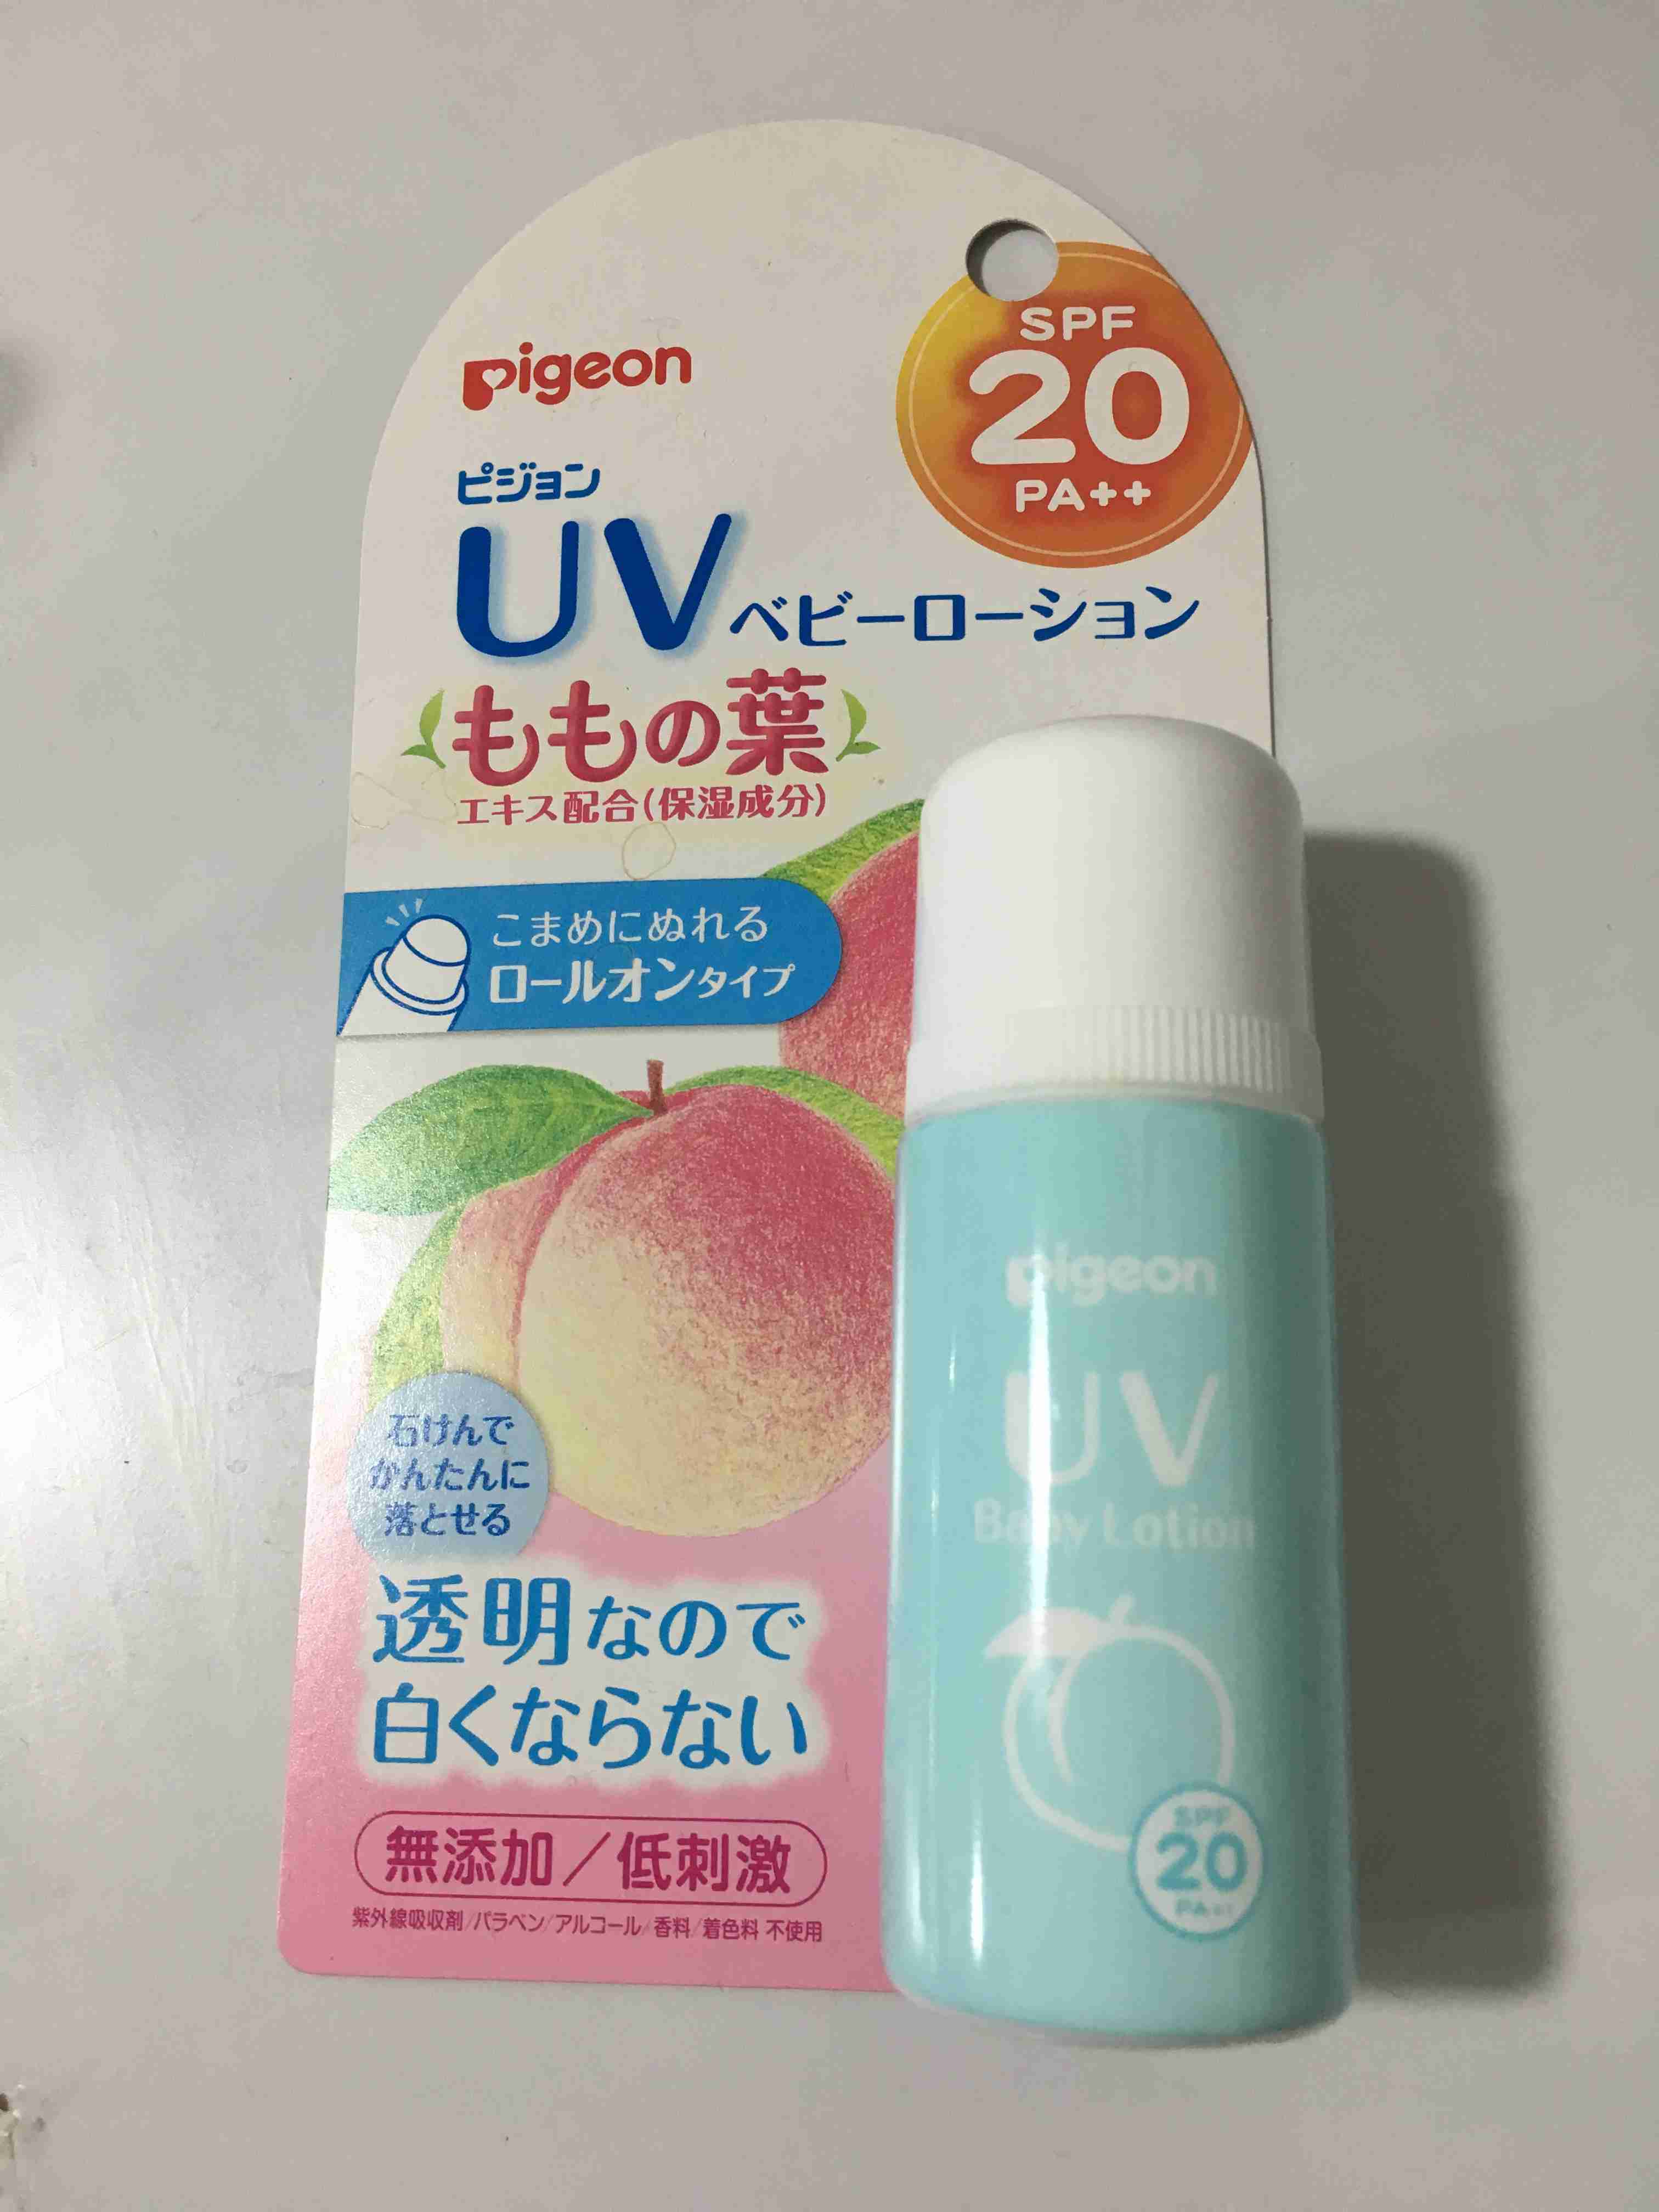 pigeon
SPF
20
PA++
ピジョン
UVベビーローション
ももの葉
エキス配合(保湿成分)
こまめにぬれる
ロールオンタイプ
石けんで
かんたんに
落とせる
透明なので
白くならない
無添加/低刺激
紫外線吸収剤/パラベン/アルコール/香料/着色料 不使用
pigeon
UV
Baby Lotion
SPF
20
PA++